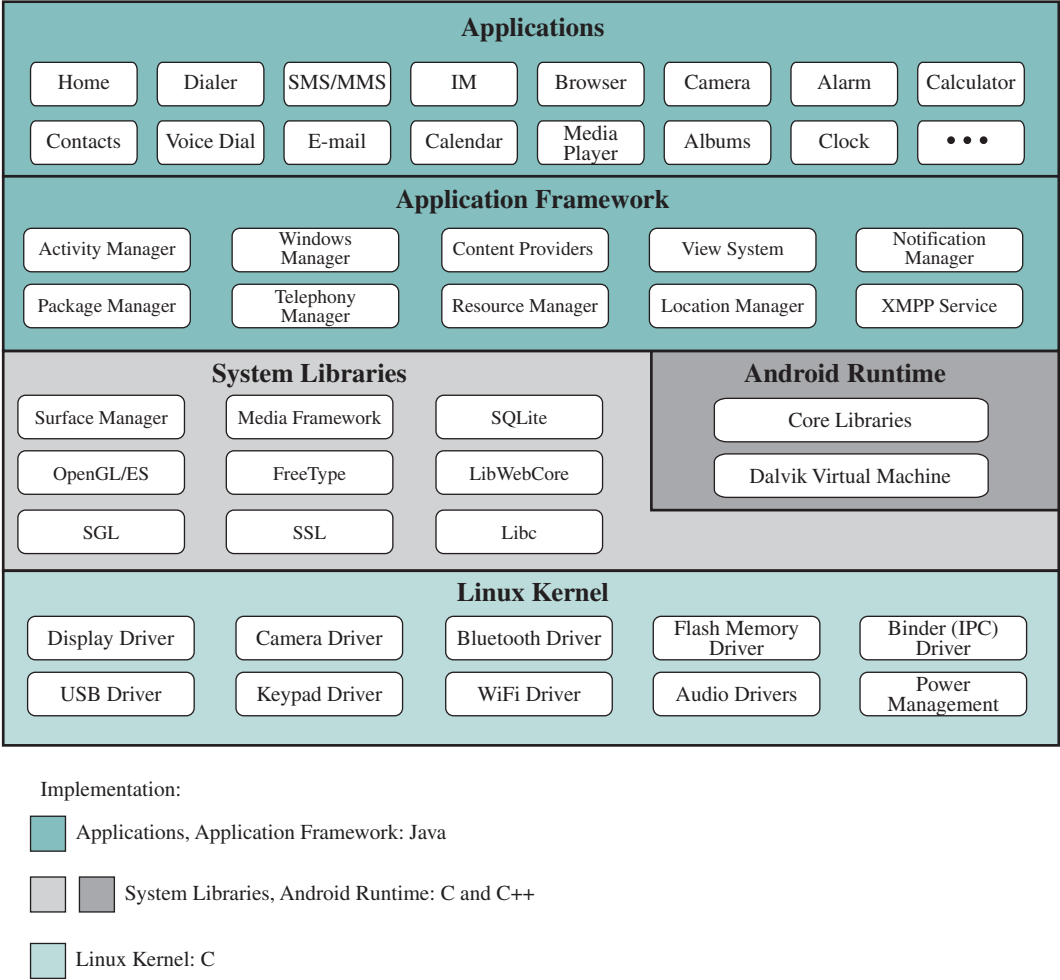 Applications
Home Dialer SMS/MMS IM Browser Camera Alarm Calculator
Contacts Voice Dial E-mail Calendar Media Player Albums Clock •••
Application Framework
Activity Manager Windows Manager Content Providers View System Notification Manager
Package Manager Telephony Manager Resource Manager Location Manager XMPP Service
System Libraries
Surface Manager Media Framework SQLite
OpenGL/ES FreeType LibWebCore
SGL SSL Libc
Android Runtime
Core Libraries
Dalvik Virtual Machine
Linux Kernel
Display Driver Camera Driver Bluetooth Driver Flash Memory Driver Binder (IPC) Driver
USB Driver Keypad Driver WiFi Driver Audio Drivers Power Management
Implementation:
Applications, Application Framework: Java
System Libraries, Android Runtime: C and C++
Linux Kernel: C